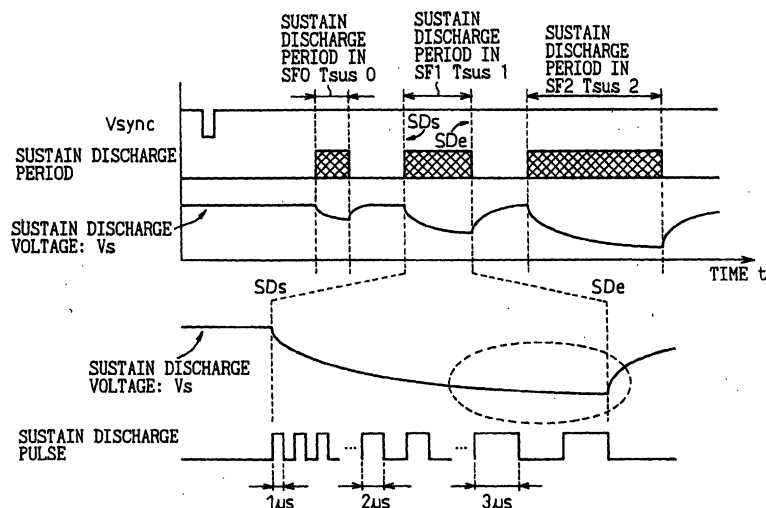 SUSTAIN
DISCHARGE
PERIOD IN
SF0 Tsus 0
SUSTAIN
DISCHARGE
PERIOD IN
SF1 Tsus 1
SUSTAIN
DISCHARGE
PERIOD IN
SF2 Tsus 2
Vsync
SDs
SDe
SUSTAIN DISCHARGE
PERIOD
SUSTAIN DISCHARGE
VOLTAGE: Vs
TIME t
SDs
SDe
SUSTAIN DISCHARGE
VOLTAGE: Vs
SUSTAIN DISCHARGE
PULSE
... ...
1μs 2μs 3μs